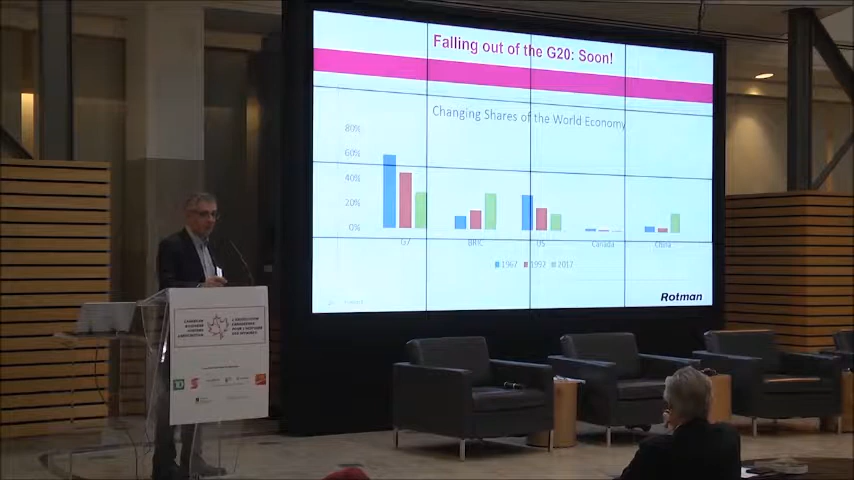 Falling out of the G20: Soon!
Changing Shares of the World Economy
80%
60%
40%
20%
0%
G7
BRIC
US
Canada
China
1967
1992
2017
Rotman